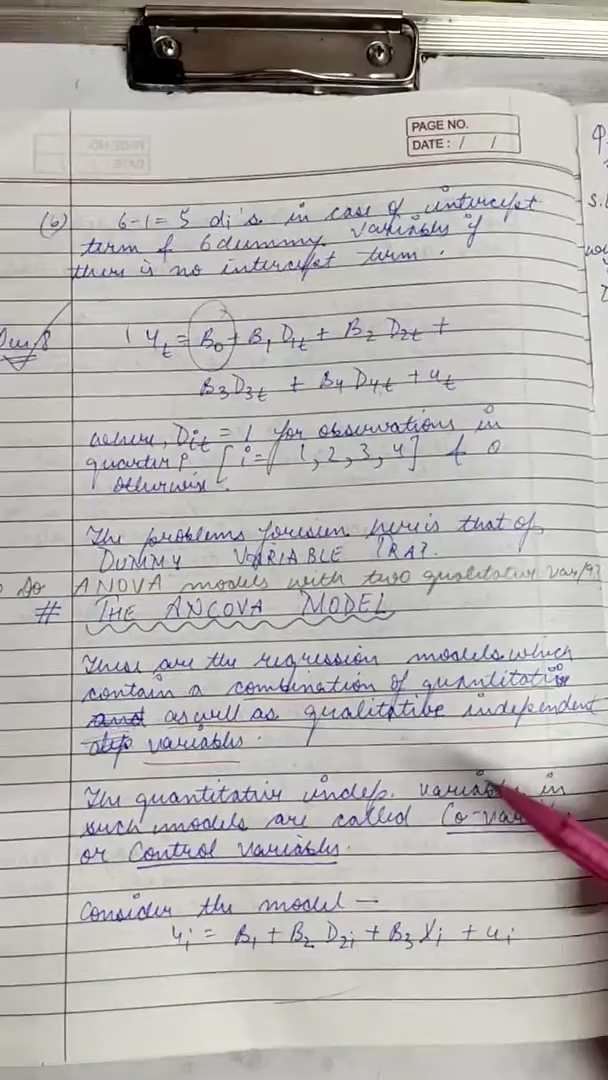 PAGE NO.
DATE: / /
(6) 6-1=5 di's in case of intercept
term & 6 dummy variables if
there is no intercept term.
Yt = B0 + B1 D1t + B2 D2t +
B3 D3t + B4 D4t + ut
where, Dit = 1 for observations in
quarter i [i = 1, 2, 3, 4] & 0
otherwise.
The problems foreseen here is that of
DUMMY VARIABLE TRAP.
Do ANOVA models with two qualitative var
# THE ANCOVA MODEL
These are the regression models which
contain a combination of quantitative
and as well as qualitative independent
dep variables.
The quantitative indep. variables in
such models are called Co-
or Control variables.
Consider the model —
Yi = B1 + B2 D2i + B3 Xi + ui